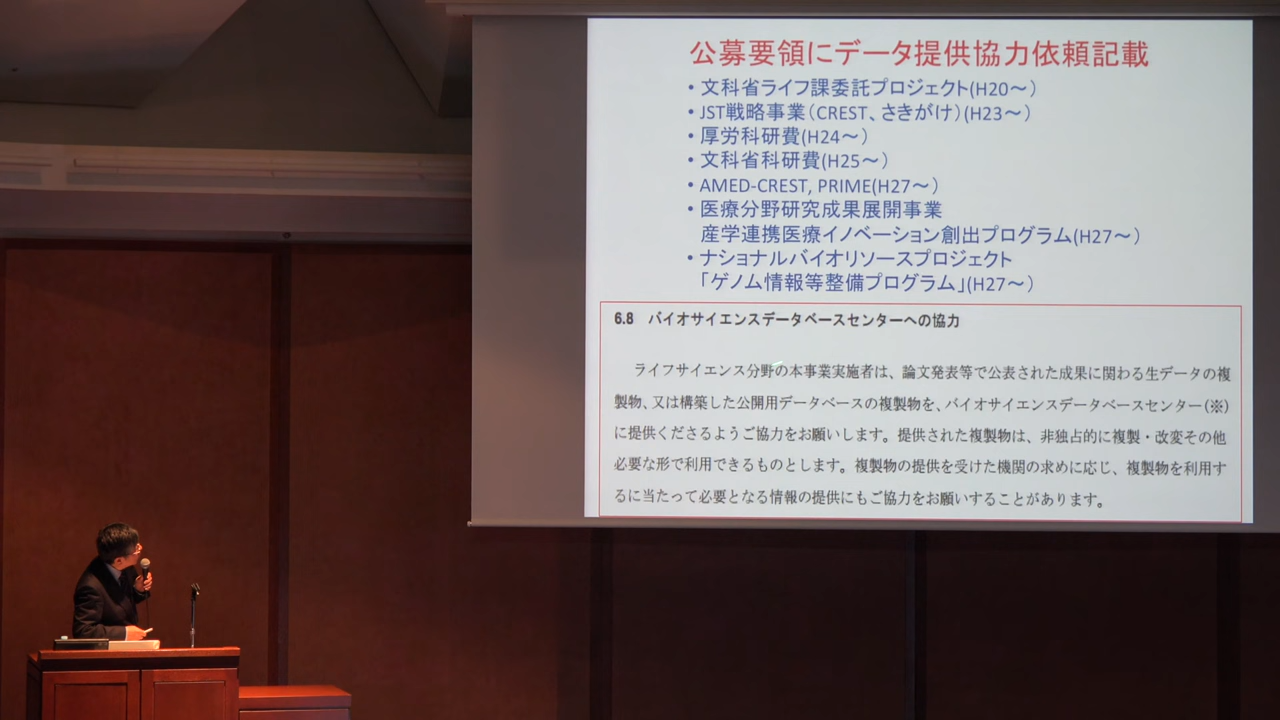 公募要領にデータ提供協力依頼記載
・文科省ライフ課委託プロジェクト(H20～)
・JST戦略事業（CREST、さきがけ）(H23～)
・厚労科研費(H24～)
・文科省科研費(H25～)
・AMED-CREST, PRIME(H27～)
・医療分野研究成果展開事業
産学連携医療イノベーション創出プログラム(H27～)
・ナショナルバイオリソースプロジェクト
「ゲノム情報等整備プログラム」(H27～)
6.8 バイオサイエンスデータベースセンターへの協力
ライフサイエンス分野の本事業実施者は、論文発表等で公表された成果に関わる生データの複
製物、又は構築した公開用データベースの複製物を、バイオサイエンスデータベースセンター(※)
に提供くださるようご協力をお願いします。提供された複製物は、非独占的に複製・改変その他
必要な形で利用できるものとします。複製物の提供を受けた機関の求めに応じ、複製物を利用す
るに当たって必要となる情報の提供にもご協力をお願いすることがあります。